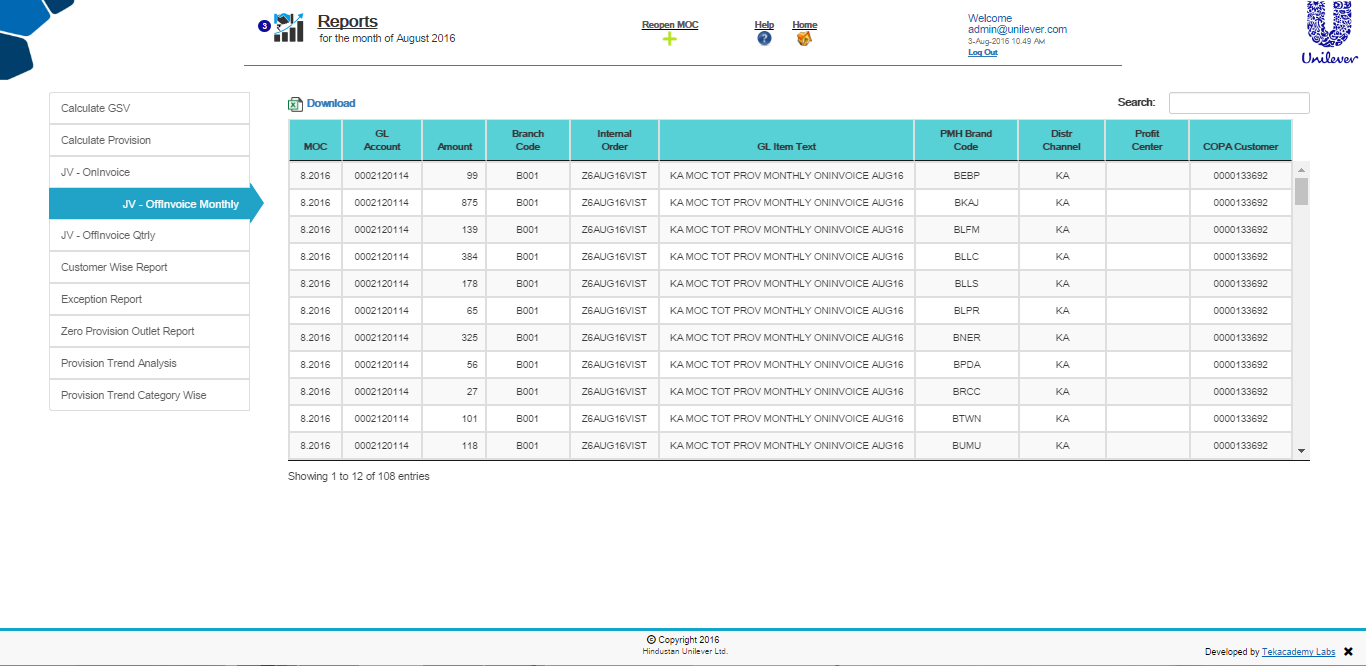 3
Reports
for the month of August 2016
Reopen MOC
Help
Home
Welcome
admin@unilever.com
3-Aug-2016 10.49 AM
Log Out
Unilever
Calculate GSV
Calculate Provision
JV - OnInvoice
JV - OffInvoice Monthly
JV - OffInvoice Qtrly
Customer Wise Report
Exception Report
Zero Provision Outlet Report
Provision Trend Analysis
Provision Trend Category Wise
Download
Search:
MOC GL Account Amount Branch Code Internal Order GL Item Text PMH Brand Code Distr Channel Profit Center COPA Customer
8.2016 0002120114 99 B001 Z6AUG16VIST KA MOC TOT PROV MONTHLY ONINVOICE AUG16 BEBP KA 0000133692
8.2016 0002120114 875 B001 Z6AUG16VIST KA MOC TOT PROV MONTHLY ONINVOICE AUG16 BKAJ KA 0000133692
8.2016 0002120114 139 B001 Z6AUG16VIST KA MOC TOT PROV MONTHLY ONINVOICE AUG16 BLFM KA 0000133692
8.2016 0002120114 384 B001 Z6AUG16VIST KA MOC TOT PROV MONTHLY ONINVOICE AUG16 BLLC KA 0000133692
8.2016 0002120114 178 B001 Z6AUG16VIST KA MOC TOT PROV MONTHLY ONINVOICE AUG16 BLLS KA 0000133692
8.2016 0002120114 65 B001 Z6AUG16VIST KA MOC TOT PROV MONTHLY ONINVOICE AUG16 BLPR KA 0000133692
8.2016 0002120114 325 B001 Z6AUG16VIST KA MOC TOT PROV MONTHLY ONINVOICE AUG16 BNER KA 0000133692
8.2016 0002120114 56 B001 Z6AUG16VIST KA MOC TOT PROV MONTHLY ONINVOICE AUG16 BPDA KA 0000133692
8.2016 0002120114 27 B001 Z6AUG16VIST KA MOC TOT PROV MONTHLY ONINVOICE AUG16 BRCC KA 0000133692
8.2016 0002120114 101 B001 Z6AUG16VIST KA MOC TOT PROV MONTHLY ONINVOICE AUG16 BTWN KA 0000133692
8.2016 0002120114 118 B001 Z6AUG16VIST KA MOC TOT PROV MONTHLY ONINVOICE AUG16 BUMU KA 0000133692
Showing 1 to 12 of 108 entries
© Copyright 2016
Hindustan Unilever Ltd.
Developed by Tekacademy Labs